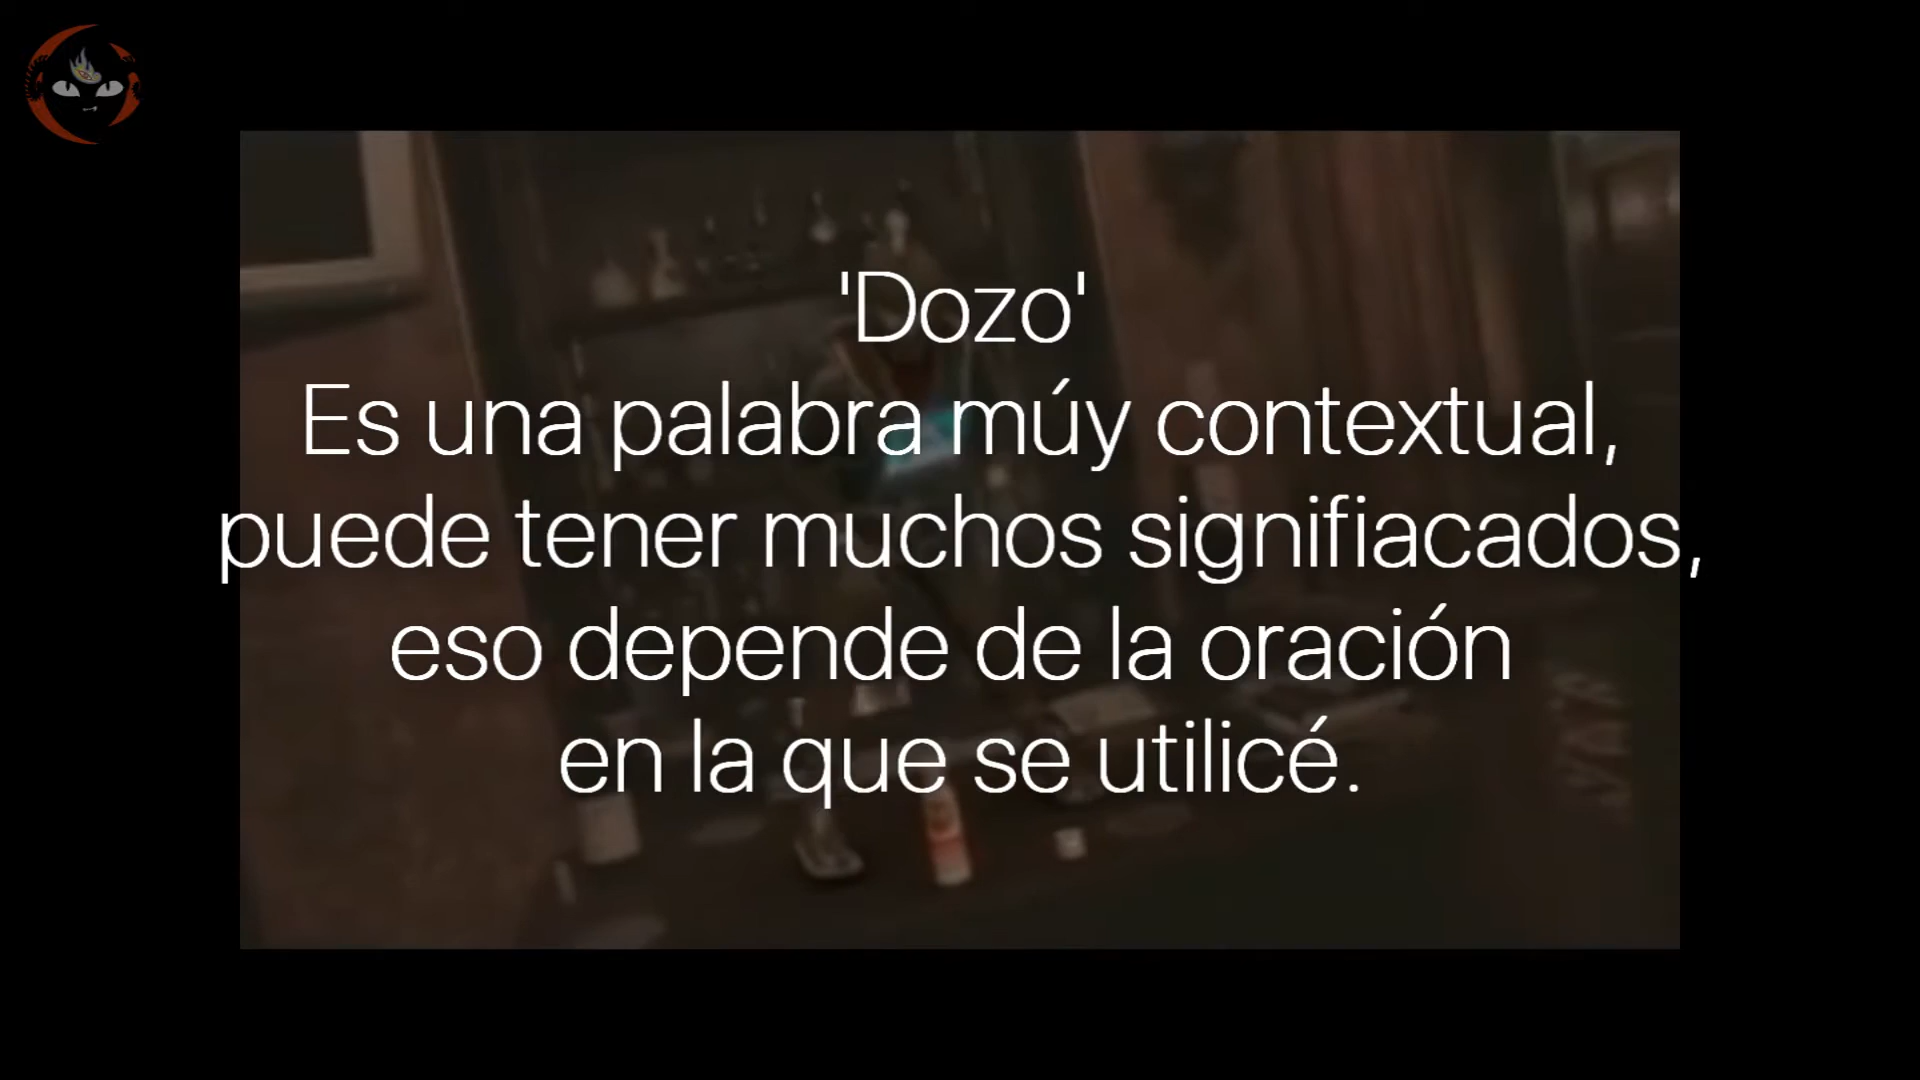 'Dozo'
Es una palabra múy contextual,
puede tener muchos signifiacados,
eso depende de la oración
en la que se utilicé.